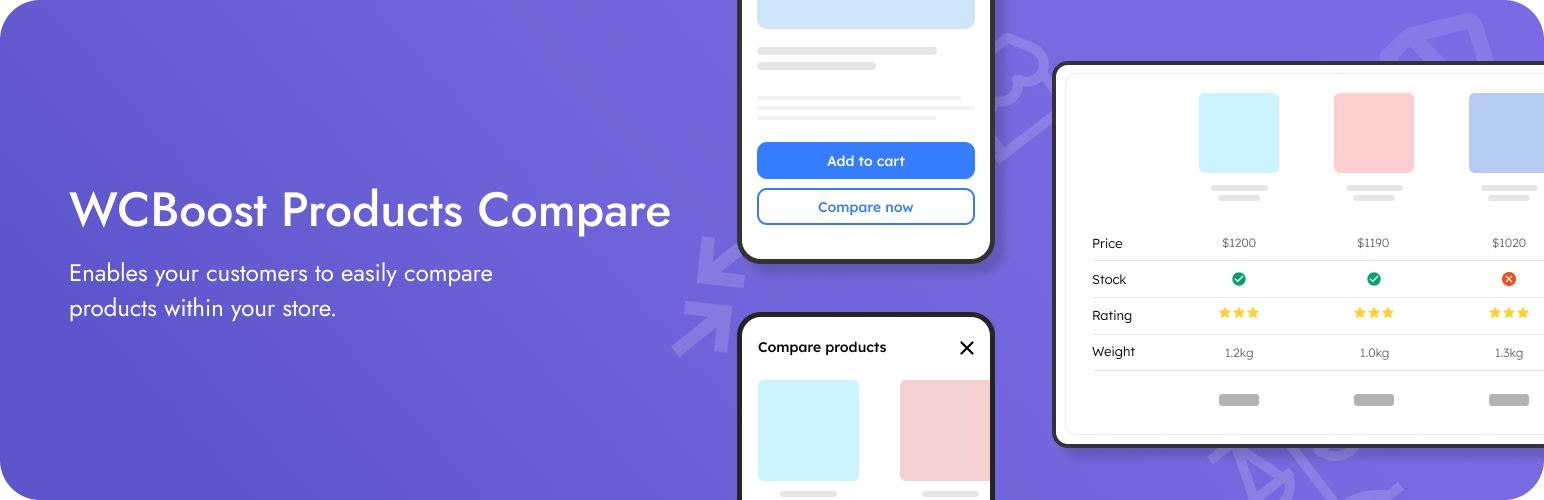 WCBoost Products Compare
Enables your customers to easily compare
products within your store.
Add to cart
Compare now
Compare products
Price $1200 $1190 $1020
Stock
Rating
Weight 1.2kg 1.0kg 1.3kg